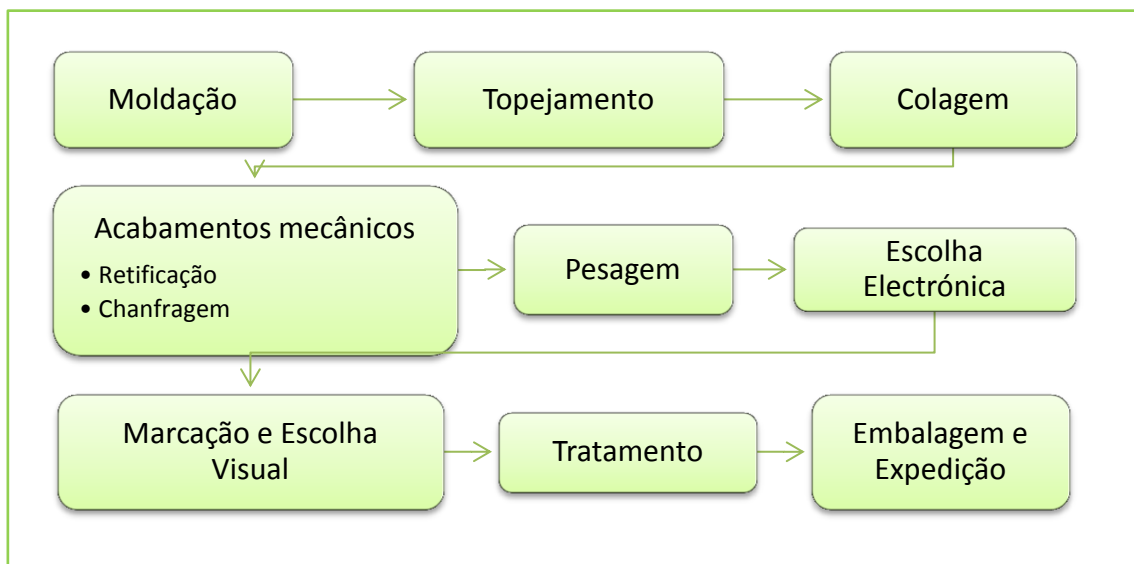 Moldação
Topejamento
Colagem
Acabamentos mecânicos
• Retificação
• Chanfragem
Pesagem
Escolha
Electrónica
Marcação e Escolha
Visual
Tratamento
Embalagem e
Expedição